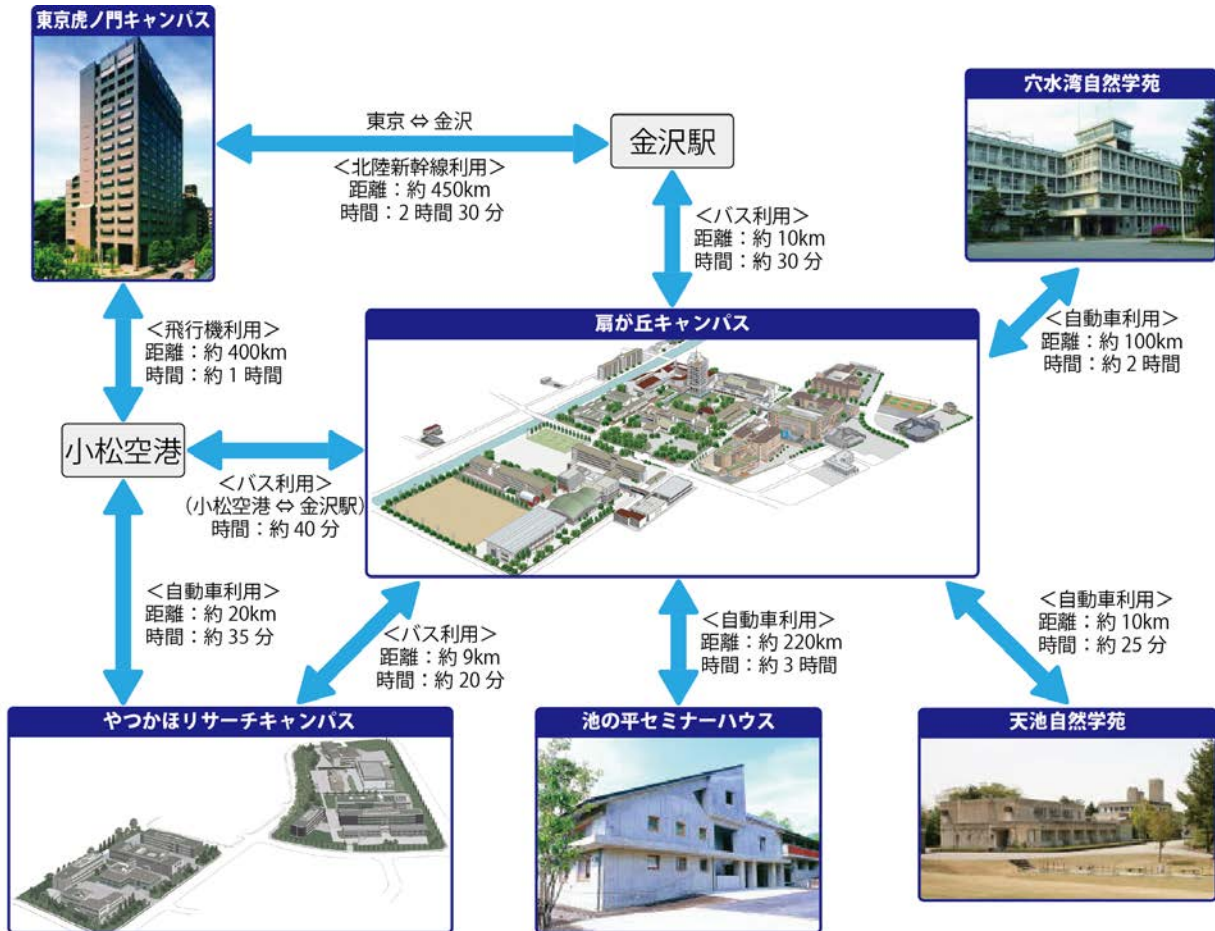 東京虎ノ門キャンパス
東京 ⇔ 金沢
＜北陸新幹線利用＞
距離：約 450km
時間：2 時間 30 分
金沢駅
穴水湾自然学苑
＜バス利用＞
距離：約 10km
時間：約 30 分
＜飛行機利用＞
距離：約 400km
時間：約 1 時間
扇が丘キャンパス
＜自動車利用＞
距離：約 100km
時間：約 2 時間
小松空港
＜バス利用＞
（小松空港 ⇔ 金沢駅）
時間：約 40 分
＜自動車利用＞
距離：約 20km
時間：約 35 分
＜バス利用＞
距離：約 9km
時間：約 20 分
＜自動車利用＞
距離：約 220km
時間：約 3 時間
＜自動車利用＞
距離：約 10km
時間：約 25 分
やつかほリサーチキャンパス
池の平セミナーハウス
天池自然学苑